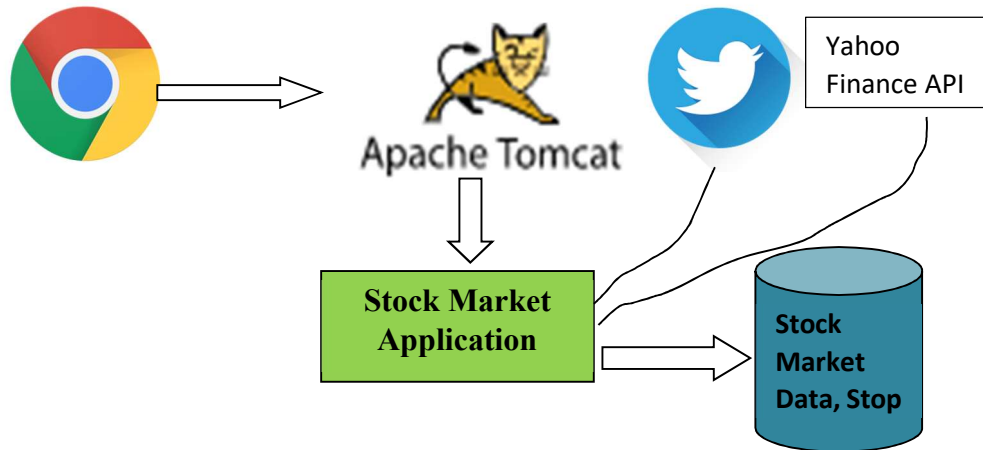 Yahoo
Finance API
Apache Tomcat
Stock Market
Application
Stock
Market
Data, Stop